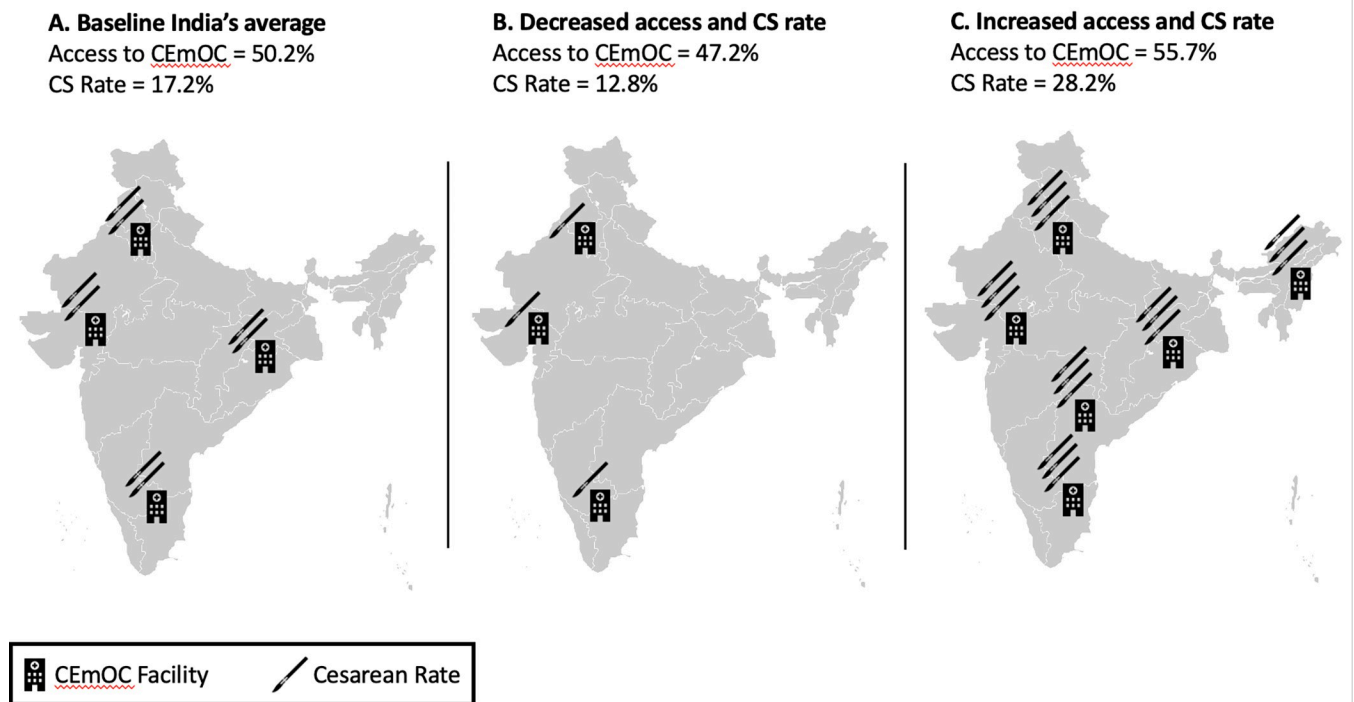 A. Baseline India's average
Access to CEmOC = 50.2%
CS Rate = 17.2%
B. Decreased access and CS rate
Access to CEmOC = 47.2%
CS Rate = 12.8%
C. Increased access and CS rate
Access to CEmOC = 55.7%
CS Rate = 28.2%
CEmOC Facility
Cesarean Rate